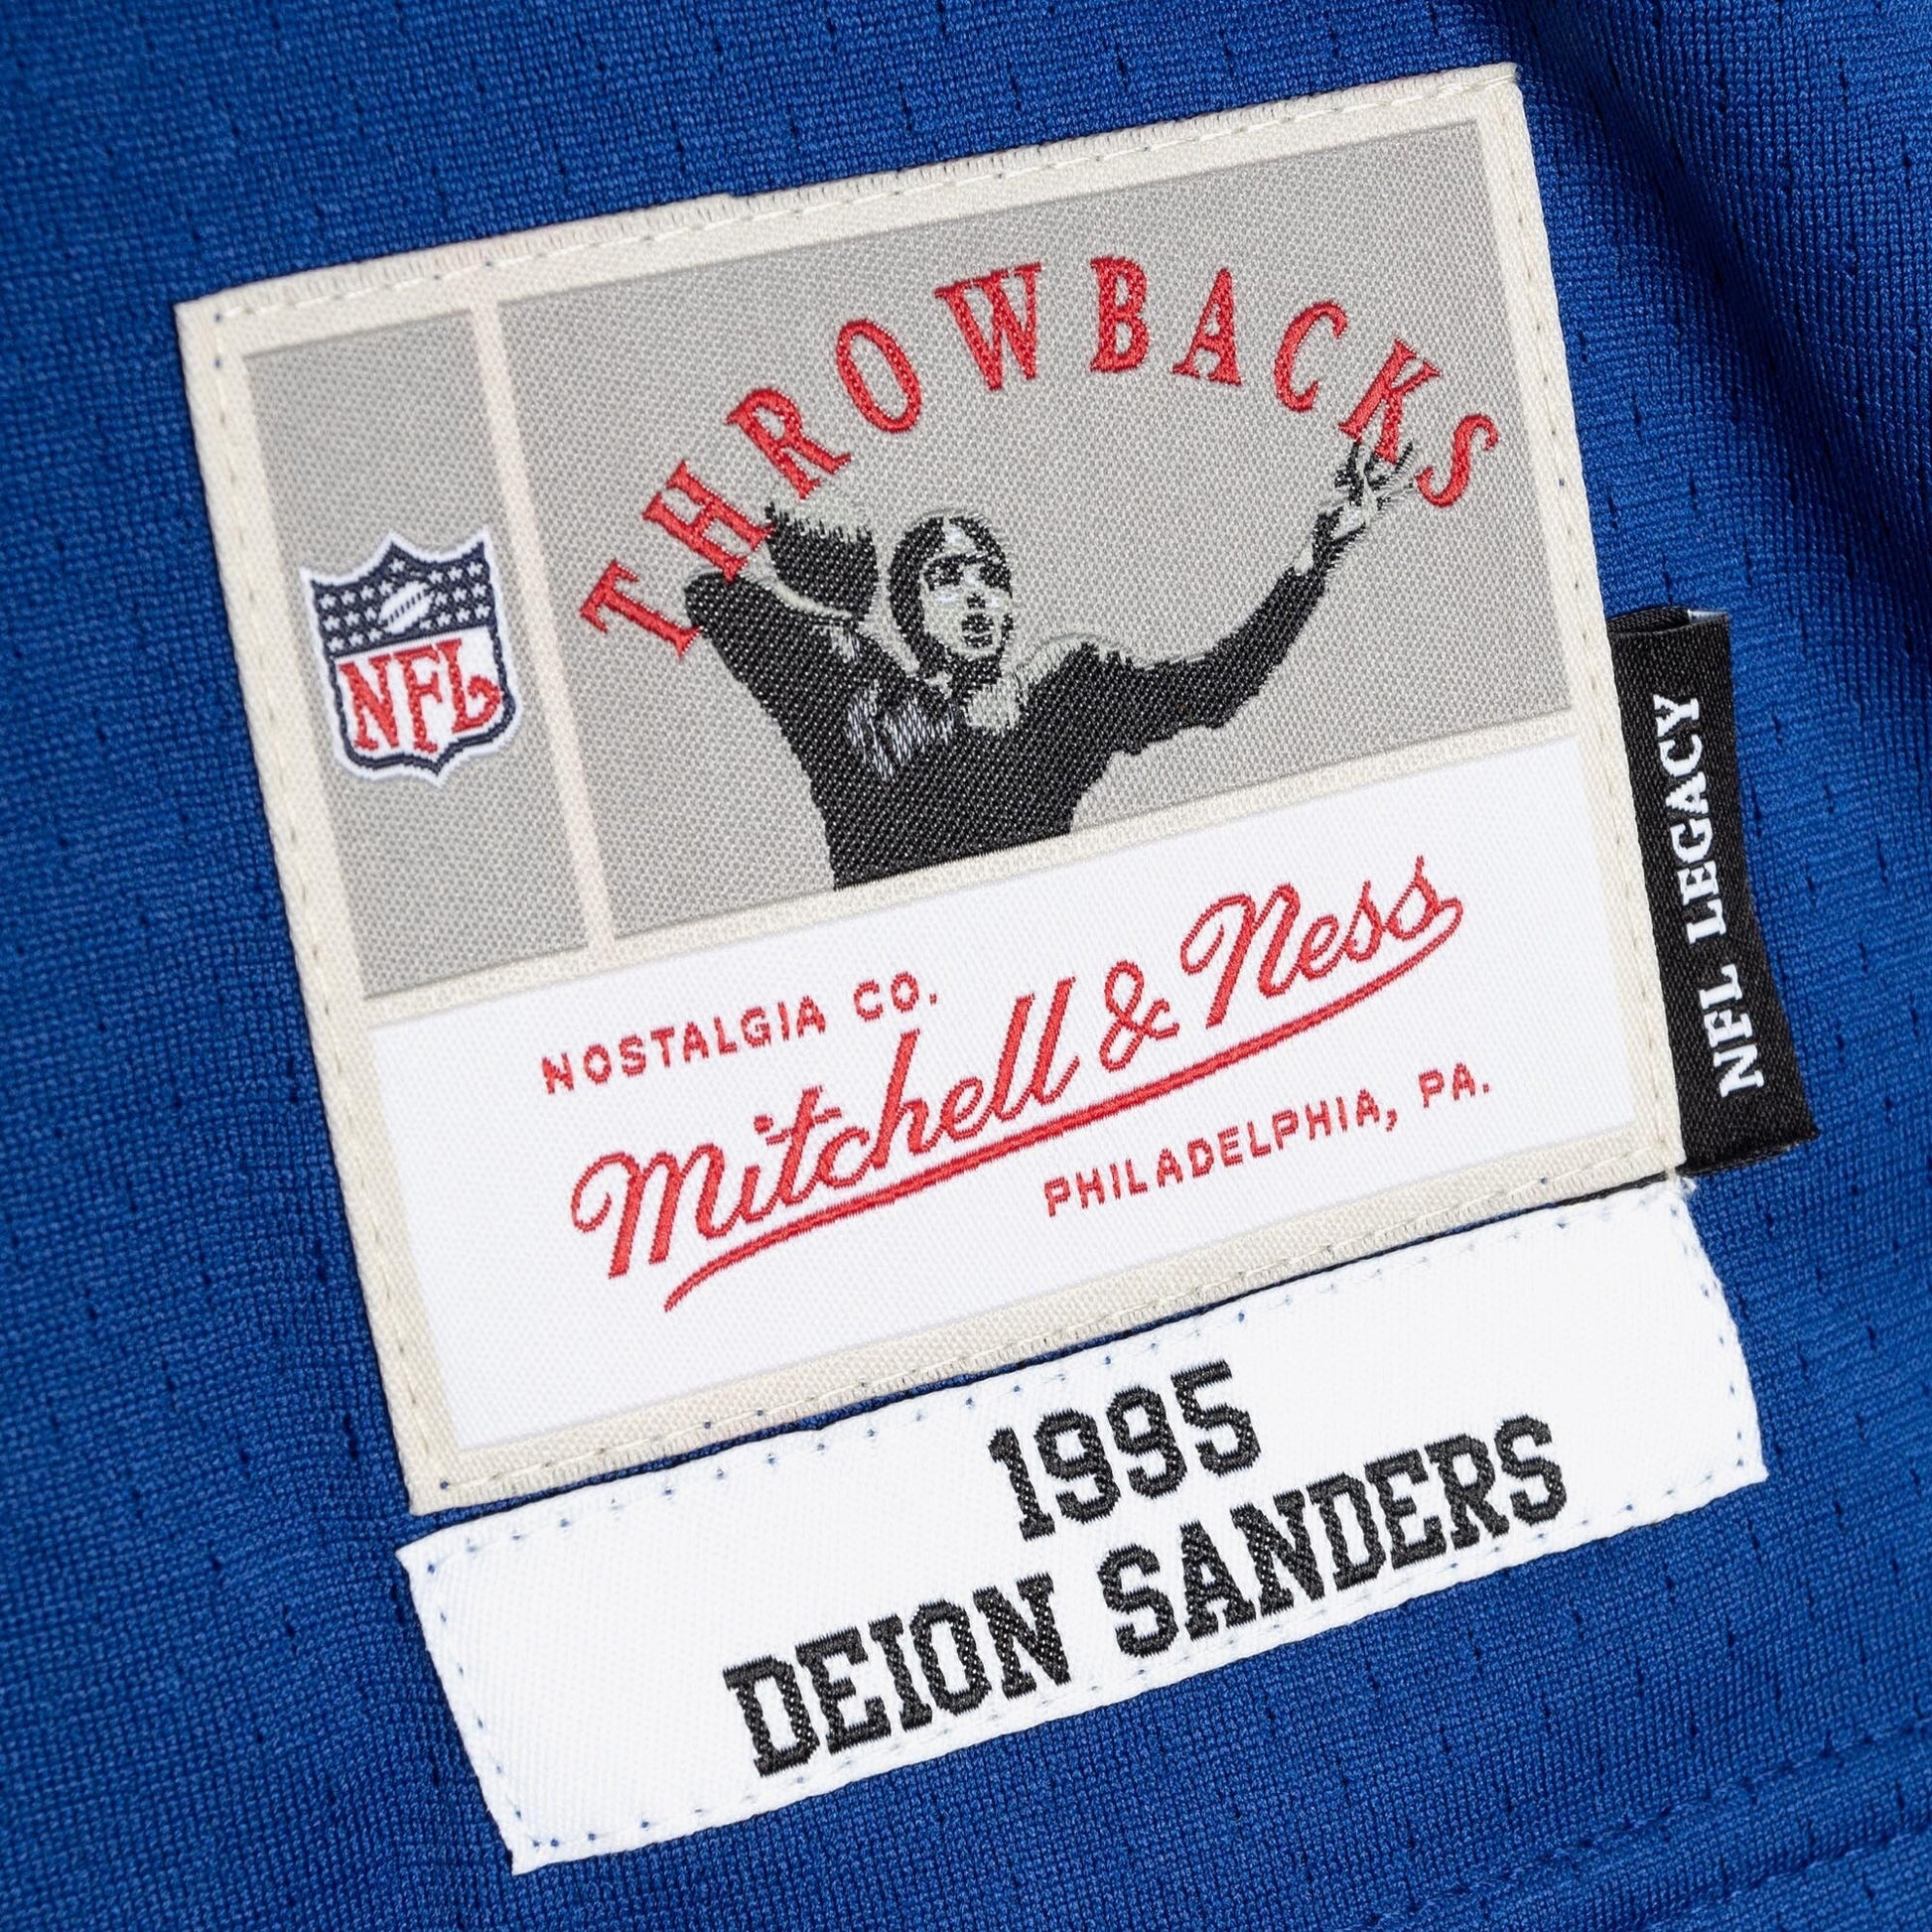 THROWBACKS
NFL
NOSTALGIA CO.
Mitchell & Ness
PHILADELPHIA, PA.
NFL LEGACY
1995
DEION SANDERS